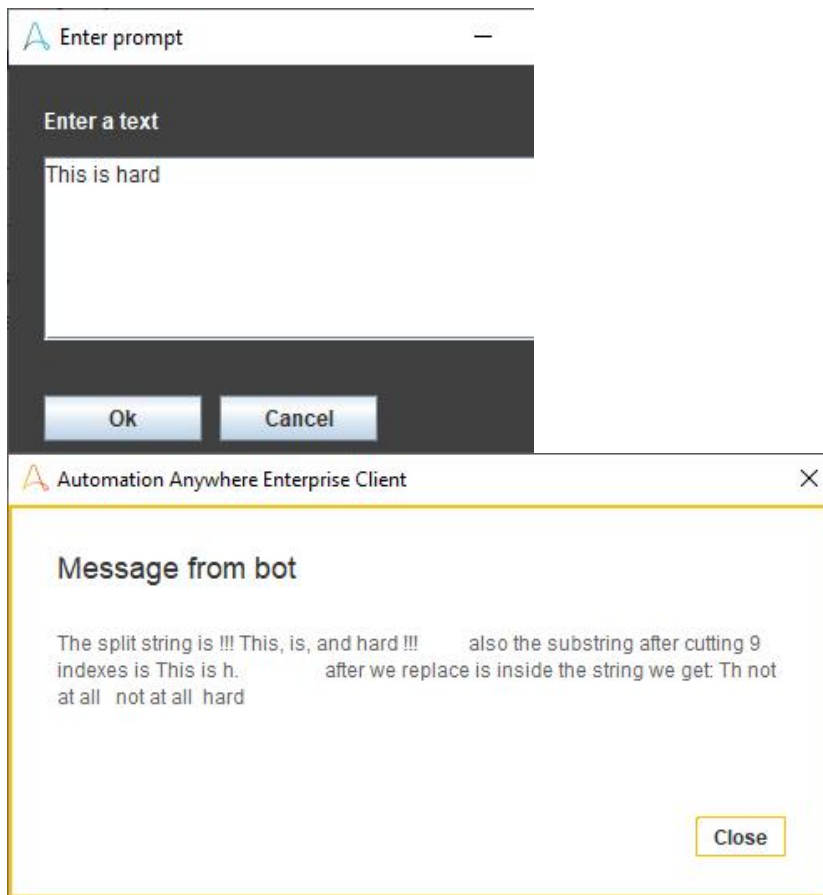 Enter prompt
Enter a text
This is hard
Ok Cancel
Automation Anywhere Enterprise Client
Message from bot
The split string is !!! This, is, and hard !!! also the substring after cutting 9
indexes is This is h. after we replace is inside the string we get: Th not
at all not at all hard
Close